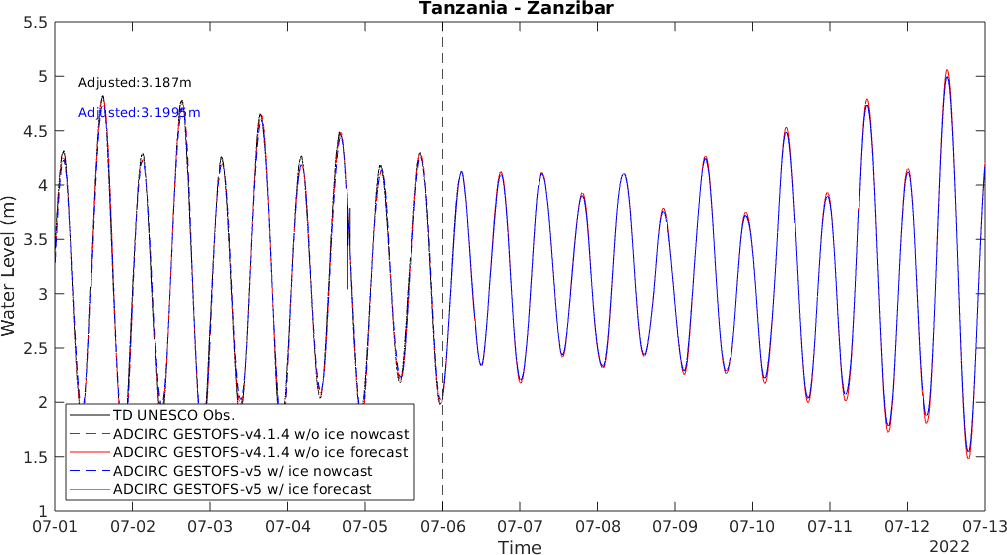 Tanzania - Zanzibar
5.5
5
4.5
4
3.5
3
2.5
2
1.5
1
Water Level (m)
Adjusted:3.187m
Adjusted:3.1995m
TD UNESCO Obs.
ADCIRC GESTOFS-v4.1.4 w/o ice nowcast
ADCIRC GESTOFS-v4.1.4 w/o ice forecast
ADCIRC GESTOFS-v5 w/ ice nowcast
ADCIRC GESTOFS-v5 w/ ice forecast
07-01 07-02 07-03 07-04 07-05 07-06 07-07 07-08 07-09 07-10 07-11 07-12 07-13
Time
2022